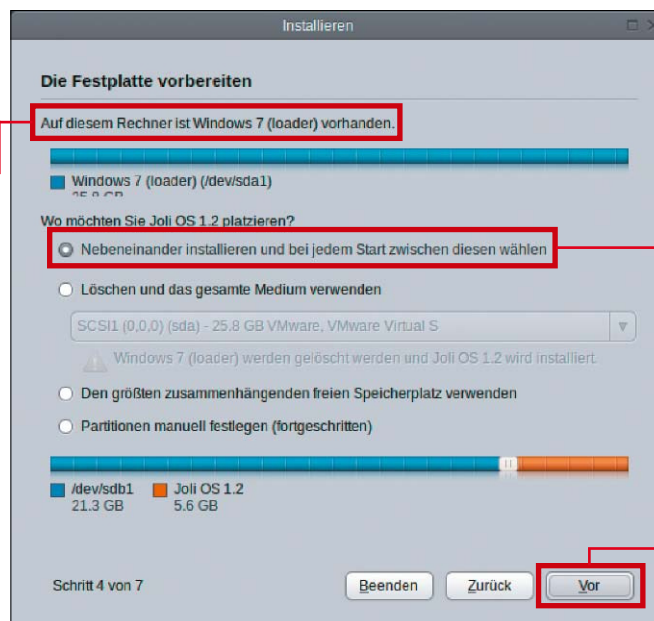 Installieren
Die Festplatte vorbereiten
Auf diesem Rechner ist Windows 7 (loader) vorhanden.
Windows 7 (loader) (/dev/sda1)
25.8 GB
Wo möchten Sie Joli OS 1.2 platzieren?
Nebeneinander installieren und bei jedem Start zwischen diesen wählen
Löschen und das gesamte Medium verwenden
SCSI1 (0,0,0) (sda) - 25.8 GB VMware, VMware Virtual S
Windows 7 (loader) werden gelöscht werden und Joli OS 1.2 wird installiert.
Den größten zusammenhängenden freien Speicherplatz verwenden
Partitionen manuell festlegen (fortgeschritten)
/dev/sdb1 Joli OS 1.2
21.3 GB 5.6 GB
Schritt 4 von 7 Beenden Zurück Vor